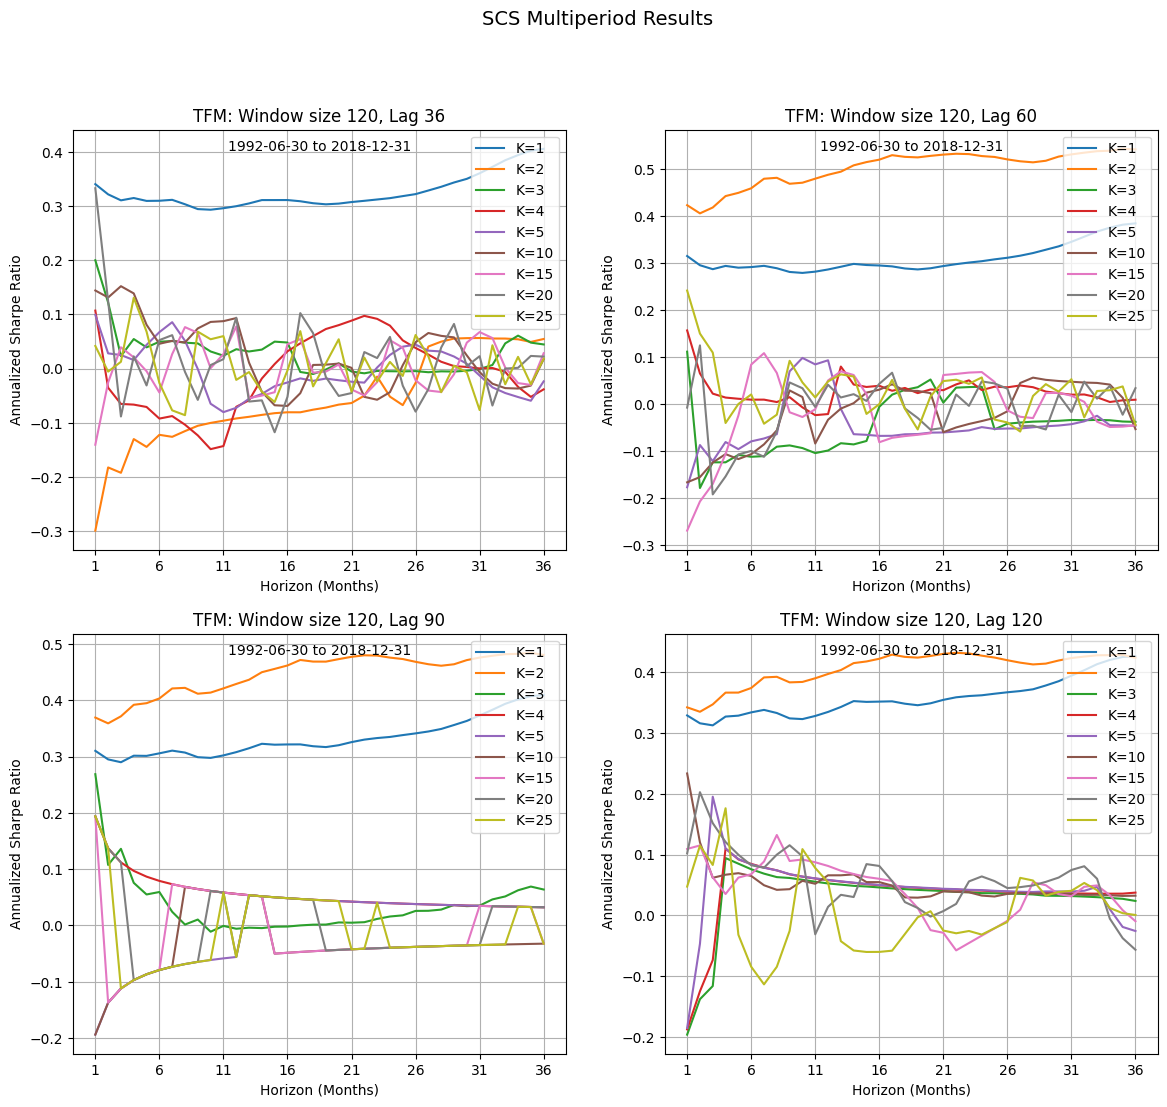 SCS Multiperiod Results
TFM: Window size 120, Lag 36
1992-06-30 to 2018-12-31
Annualized Sharpe Ratio
0.4
0.3
0.2
0.1
0.0
−0.1
−0.2
−0.3
K=1
K=2
K=3
K=4
K=5
K=10
K=15
K=20
K=25
1 6 11 16 21 26 31 36
Horizon (Months)
TFM: Window size 120, Lag 60
1992-06-30 to 2018-12-31
Annualized Sharpe Ratio
0.5
0.4
0.3
0.2
0.1
0.0
−0.1
−0.2
−0.3
K=1
K=2
K=3
K=4
K=5
K=10
K=15
K=20
K=25
1 6 11 16 21 26 31 36
Horizon (Months)
TFM: Window size 120, Lag 90
1992-06-30 to 2018-12-31
Annualized Sharpe Ratio
0.5
0.4
0.3
0.2
0.1
0.0
−0.1
−0.2
K=1
K=2
K=3
K=4
K=5
K=10
K=15
K=20
K=25
1 6 11 16 21 26 31 36
Horizon (Months)
TFM: Window size 120, Lag 120
1992-06-30 to 2018-12-31
Annualized Sharpe Ratio
0.4
0.3
0.2
0.1
0.0
−0.1
−0.2
K=1
K=2
K=3
K=4
K=5
K=10
K=15
K=20
K=25
1 6 11 16 21 26 31 36
Horizon (Months)